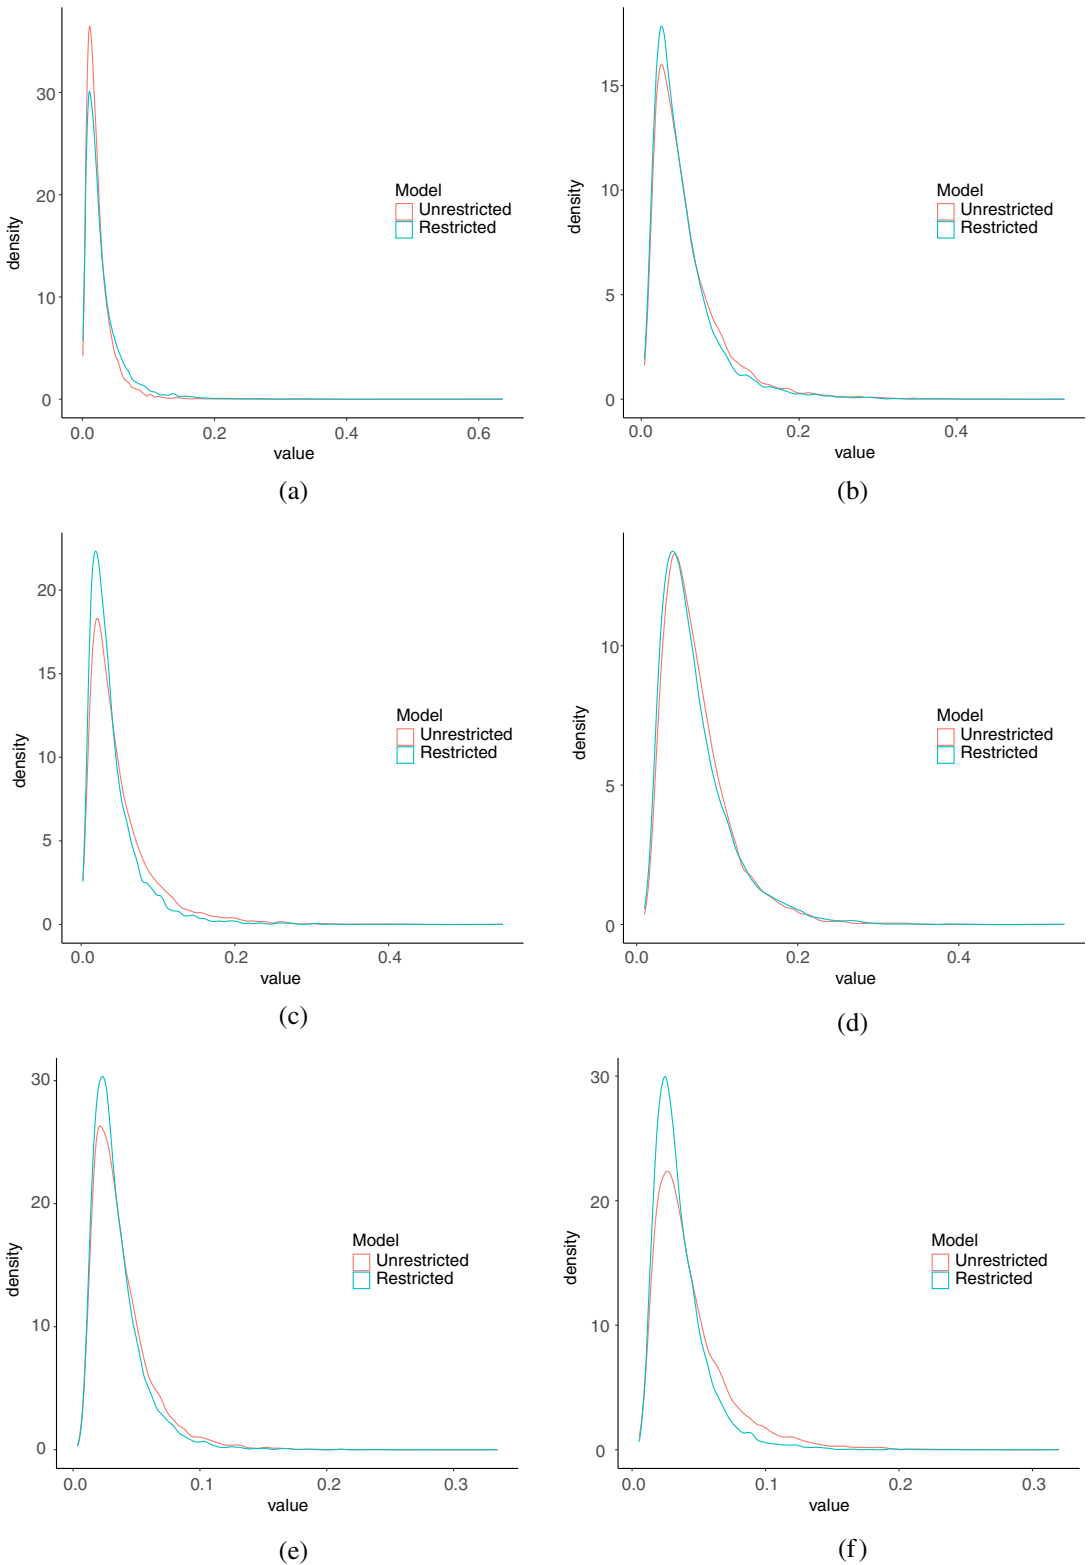 30
20
10
0
density
0.0 0.2 0.4 0.6
value
Model
Unrestricted
Restricted
(a)
15
10
5
0
density
0.0 0.2 0.4
value
Model
Unrestricted
Restricted
(b)
20
15
10
5
0
density
0.0 0.2 0.4
value
Model
Unrestricted
Restricted
(c)
10
5
0
density
0.0 0.2 0.4
value
Model
Unrestricted
Restricted
(d)
30
20
10
0
density
0.0 0.1 0.2 0.3
value
Model
Unrestricted
Restricted
(e)
30
20
10
0
density
0.0 0.1 0.2 0.3
value
Model
Unrestricted
Restricted
(f)